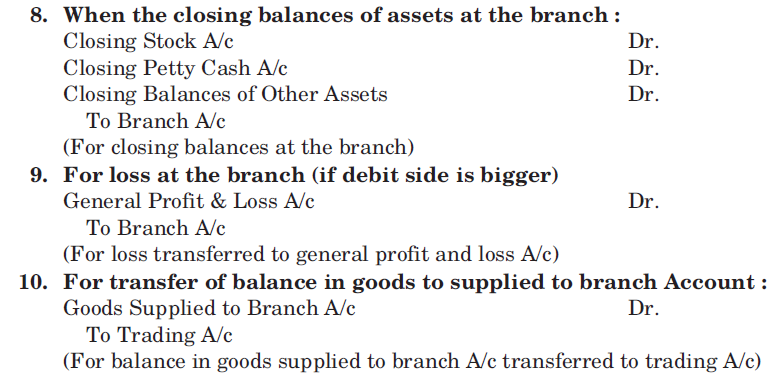 8. When the closing balances of assets at the branch :
Closing Stock A/c Dr.
Closing Petty Cash A/c Dr.
Closing Balances of Other Assets Dr.
To Branch A/c
(For closing balances at the branch)
9. For loss at the branch (if debit side is bigger)
General Profit & Loss A/c Dr.
To Branch A/c
(For loss transferred to general profit and loss A/c)
10. For transfer of balance in goods to supplied to branch Account :
Goods Supplied to Branch A/c Dr.
To Trading A/c
(For balance in goods supplied to branch A/c transferred to trading A/c)